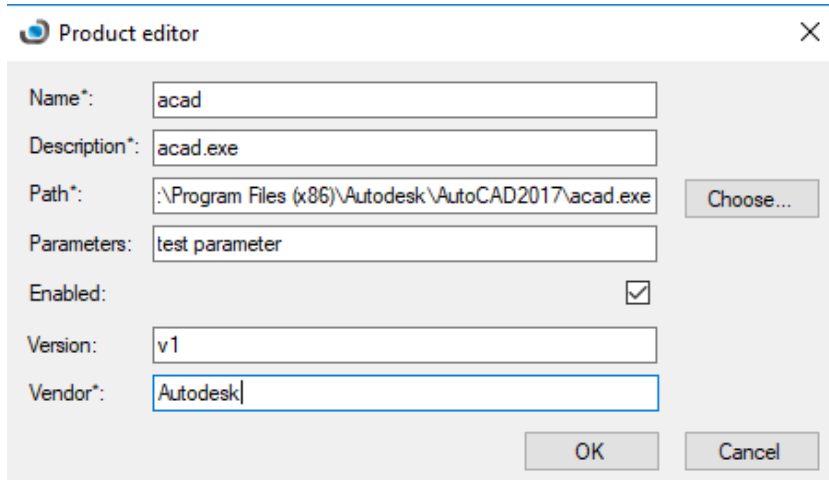 Product editor
Name*: acad
Description*: acad.exe
Path*: :\Program Files (x86)\Autodesk\AutoCAD2017\acad.exe Choose...
Parameters: test parameter
Enabled:
Version: v1
Vendor*: Autodesk
OK Cancel